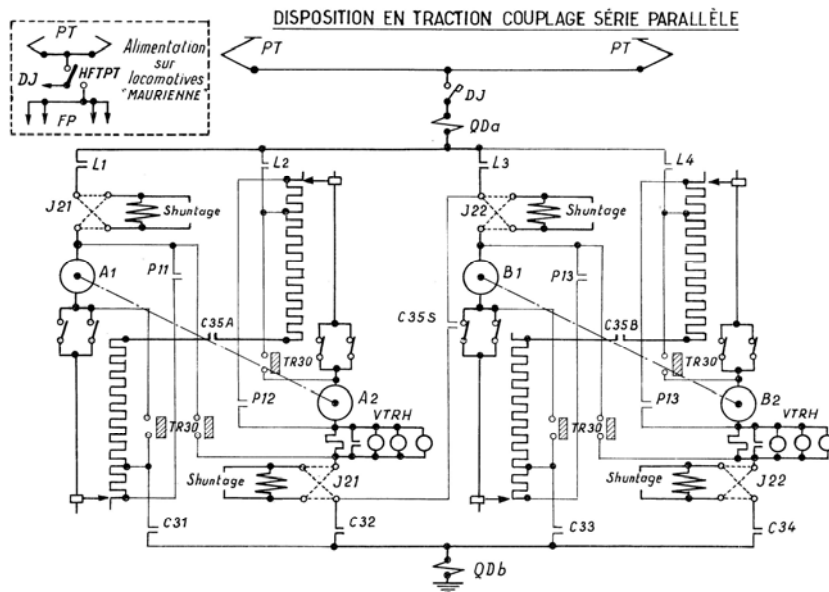 DISPOSITION EN TRACTION COUPLAGE SÉRIE PARALLÈLE
PT
Alimentation
sur
locomotives
"MAURIENNE"
DJ
HFTPT
FP
PT
PT
DJ
QDa
L1
L2
L3
L4
J21
Shuntage
J22
Shuntage
A1
P11
B1
P13
C35A
C35S
C35B
TR30
TR30
P12
A2
P13
B2
TR30
VTRH
TR30
VTRH
Shuntage
J21
Shuntage
J22
C31
C32
C33
C34
QDb